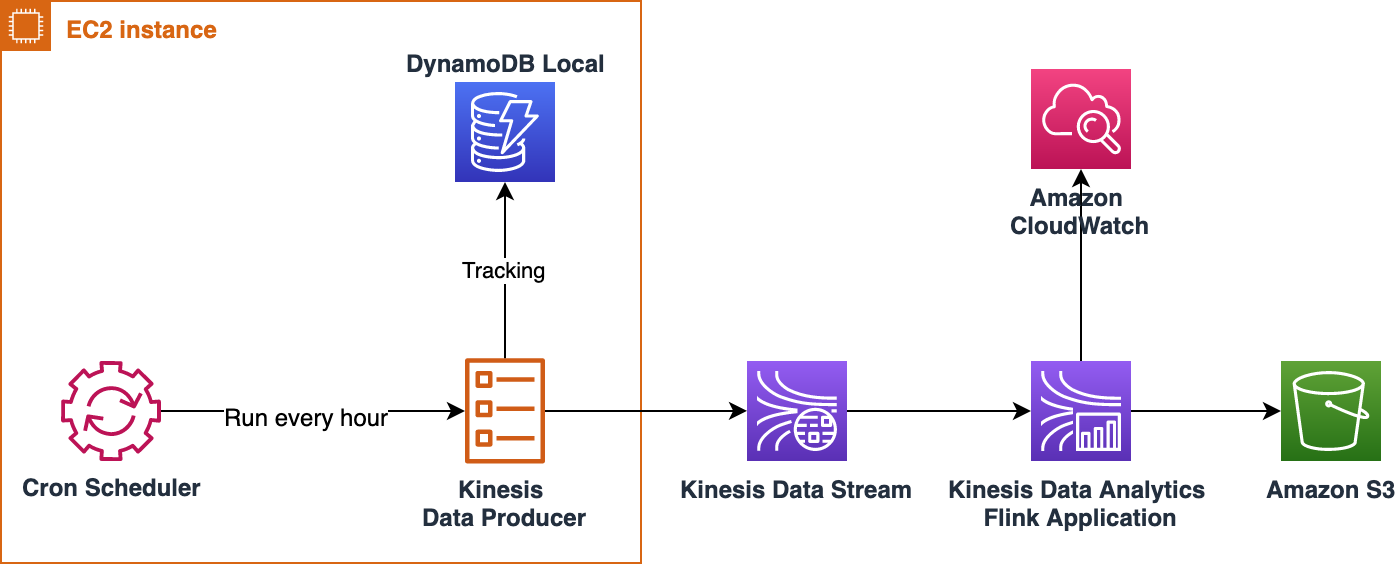 EC2 instance
DynamoDB Local
Tracking
Amazon
CloudWatch
Run every hour
Cron Scheduler
Kinesis
Data Producer
Kinesis Data Stream
Kinesis Data Analytics
Flink Application
Amazon S3